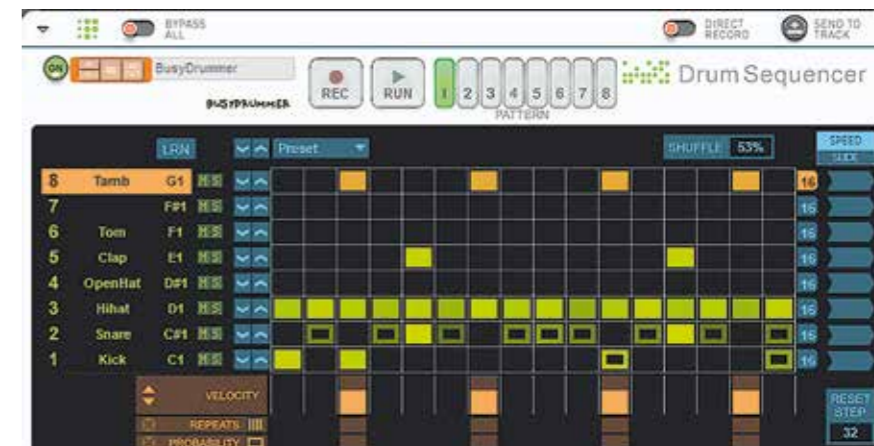 BYPASS ALL
DIRECT RECORD
SEND TO TRACK
ON
BusyDrummer
BUSYDRUMMER
REC
RUN
1 2 3 4 5 6 7 8
PATTERN
Drum Sequencer
LRN
Preset
SHUFFLE 53%
SPEED
SLIDE
8 Tamb G1 M S 16
7 F#1 M S 16
6 Tom F1 M S 16
5 Clap E1 M S 16
4 OpenHat D#1 M S 16
3 Hihat D1 M S 16
2 Snare C#1 M S 16
1 Kick C1 M S 16
VELOCITY
REPEATS
PROBABILITY
RESET STEP
32